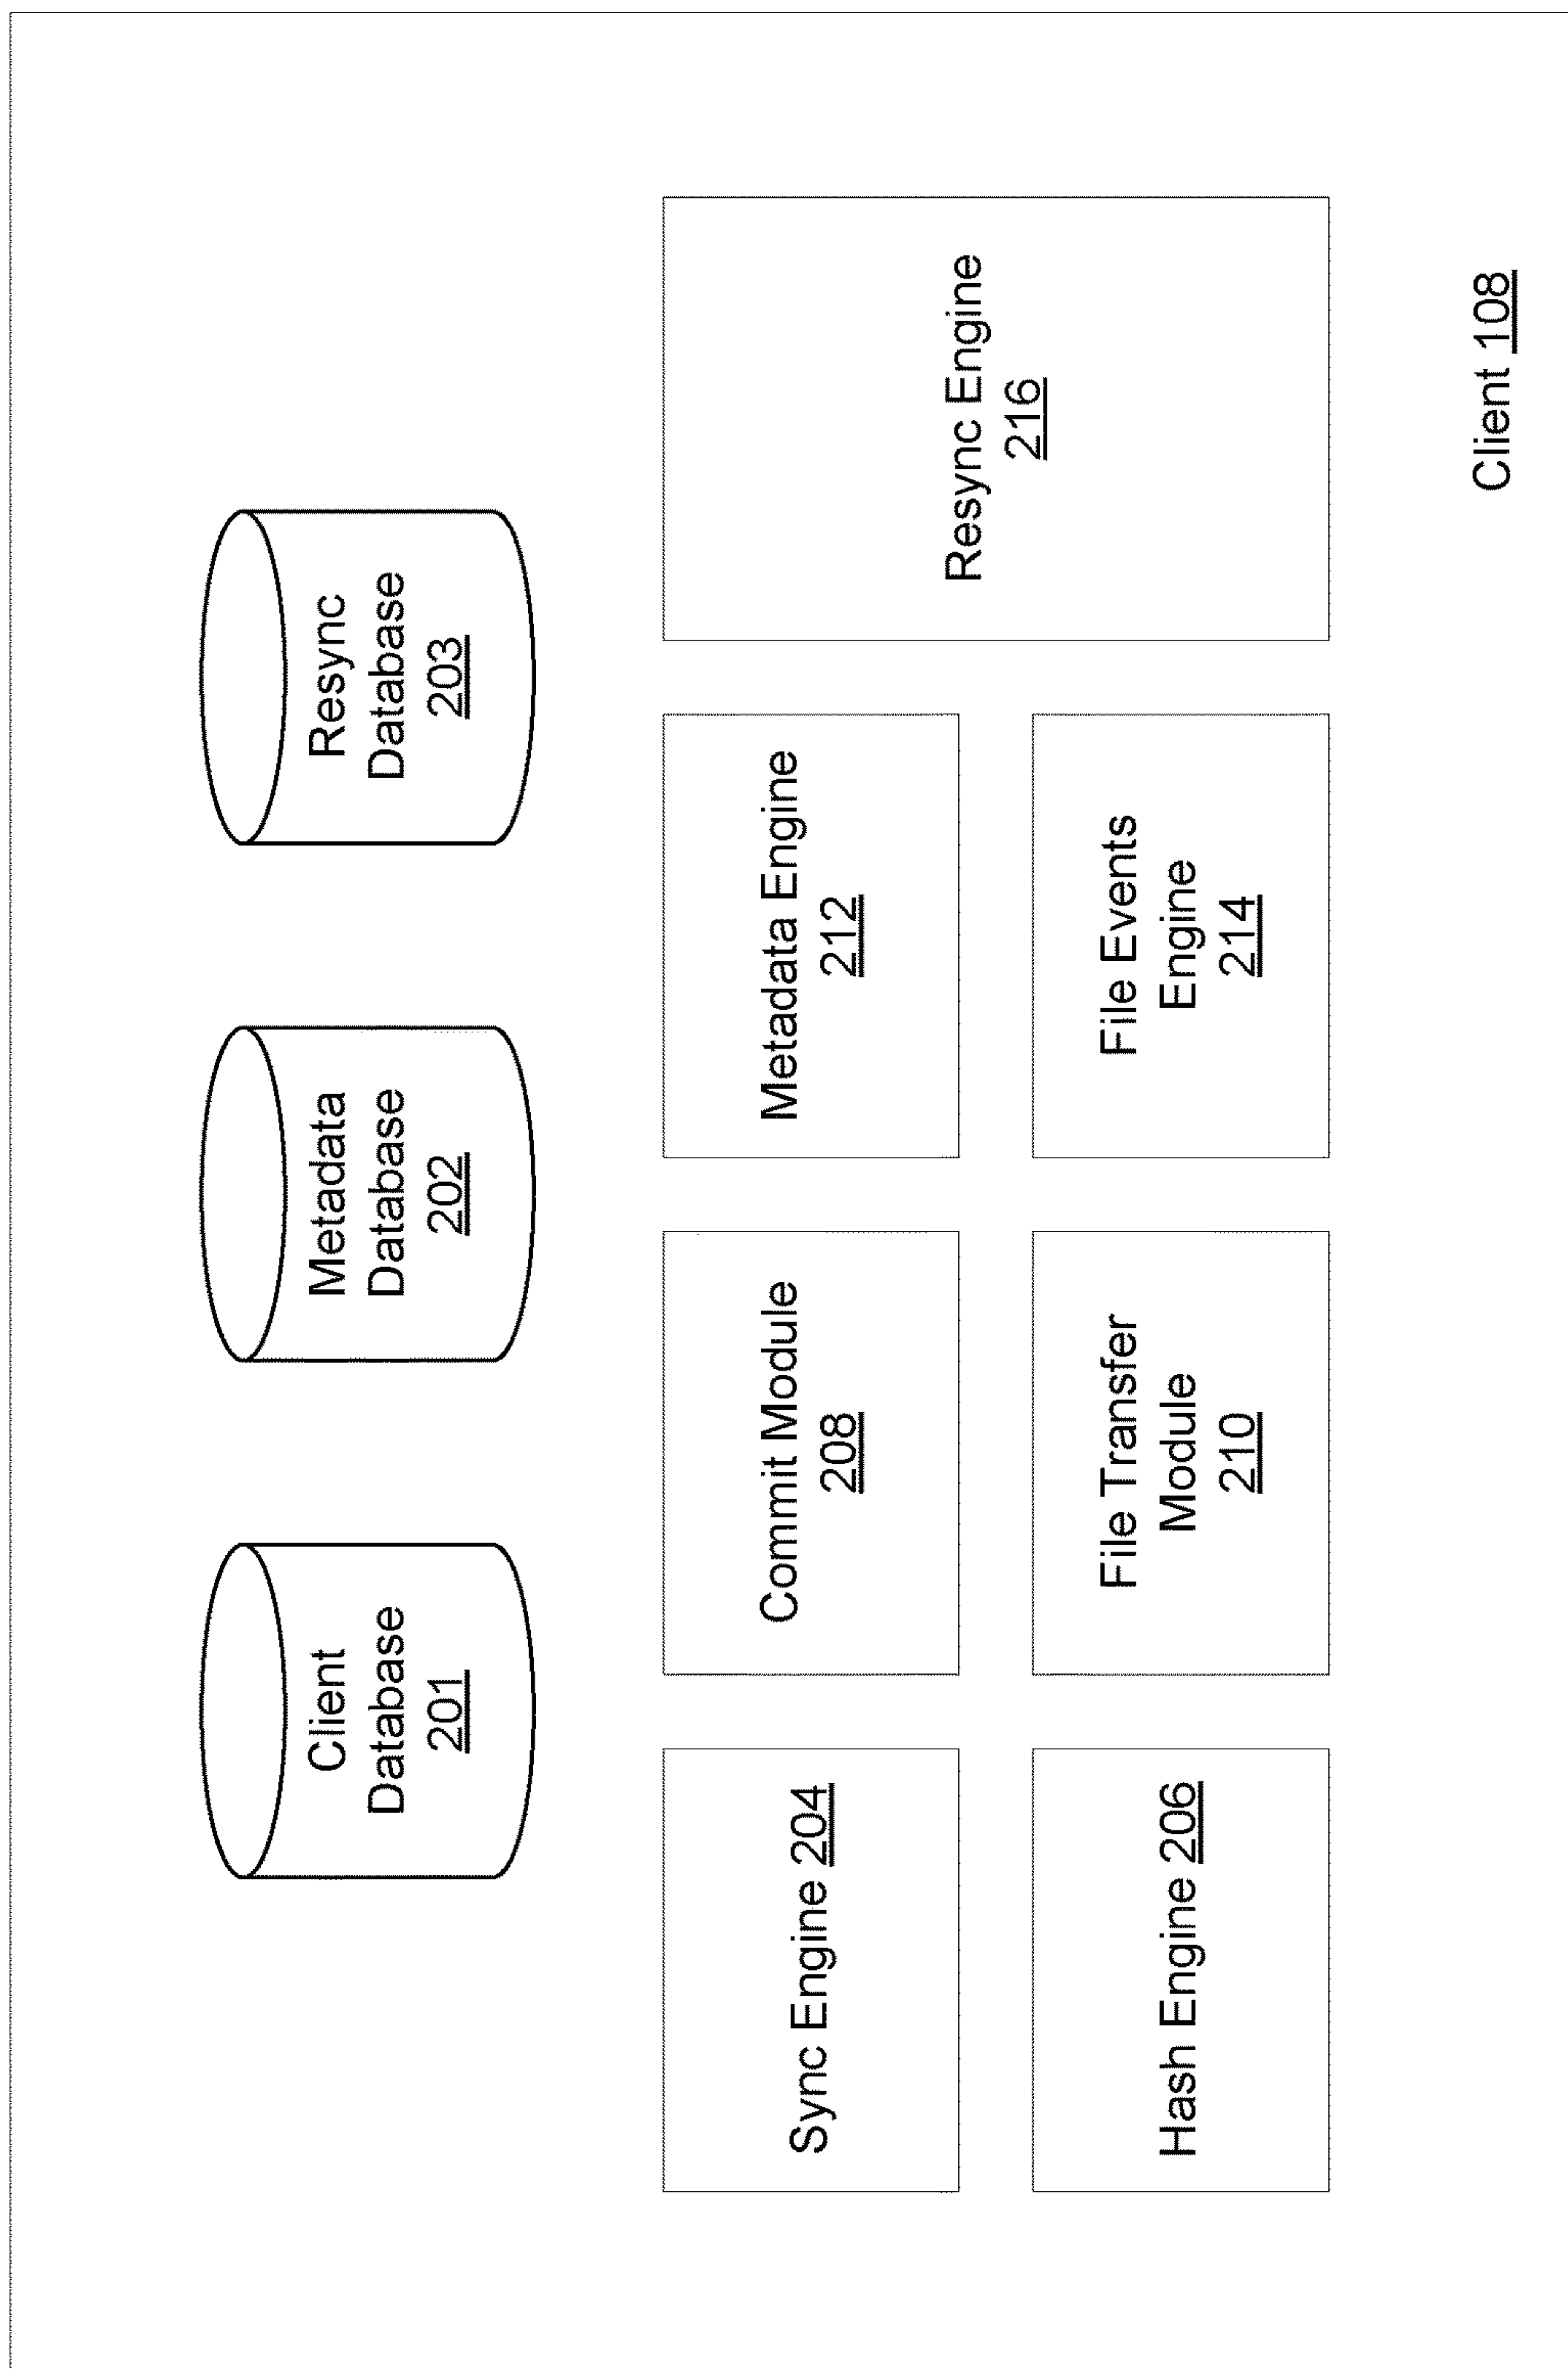 Client
Database
201
Metadata
Database
202
Resync
Database
203
Sync Engine 204
Commit Module
208
Metadata Engine
212
Resync Engine
216
Hash Engine 206
File Transfer
Module
210
File Events
Engine
214
Client 108